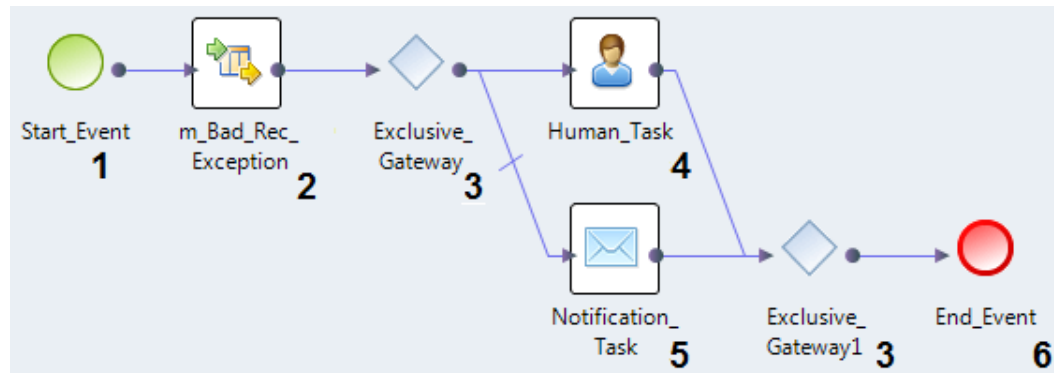 Start_Event
1
m_Bad_Rec_
Exception
2
Exclusive_
Gateway
3
Human_Task
4
Notification_
Task
5
Exclusive_
Gateway1
3
End_Event
6